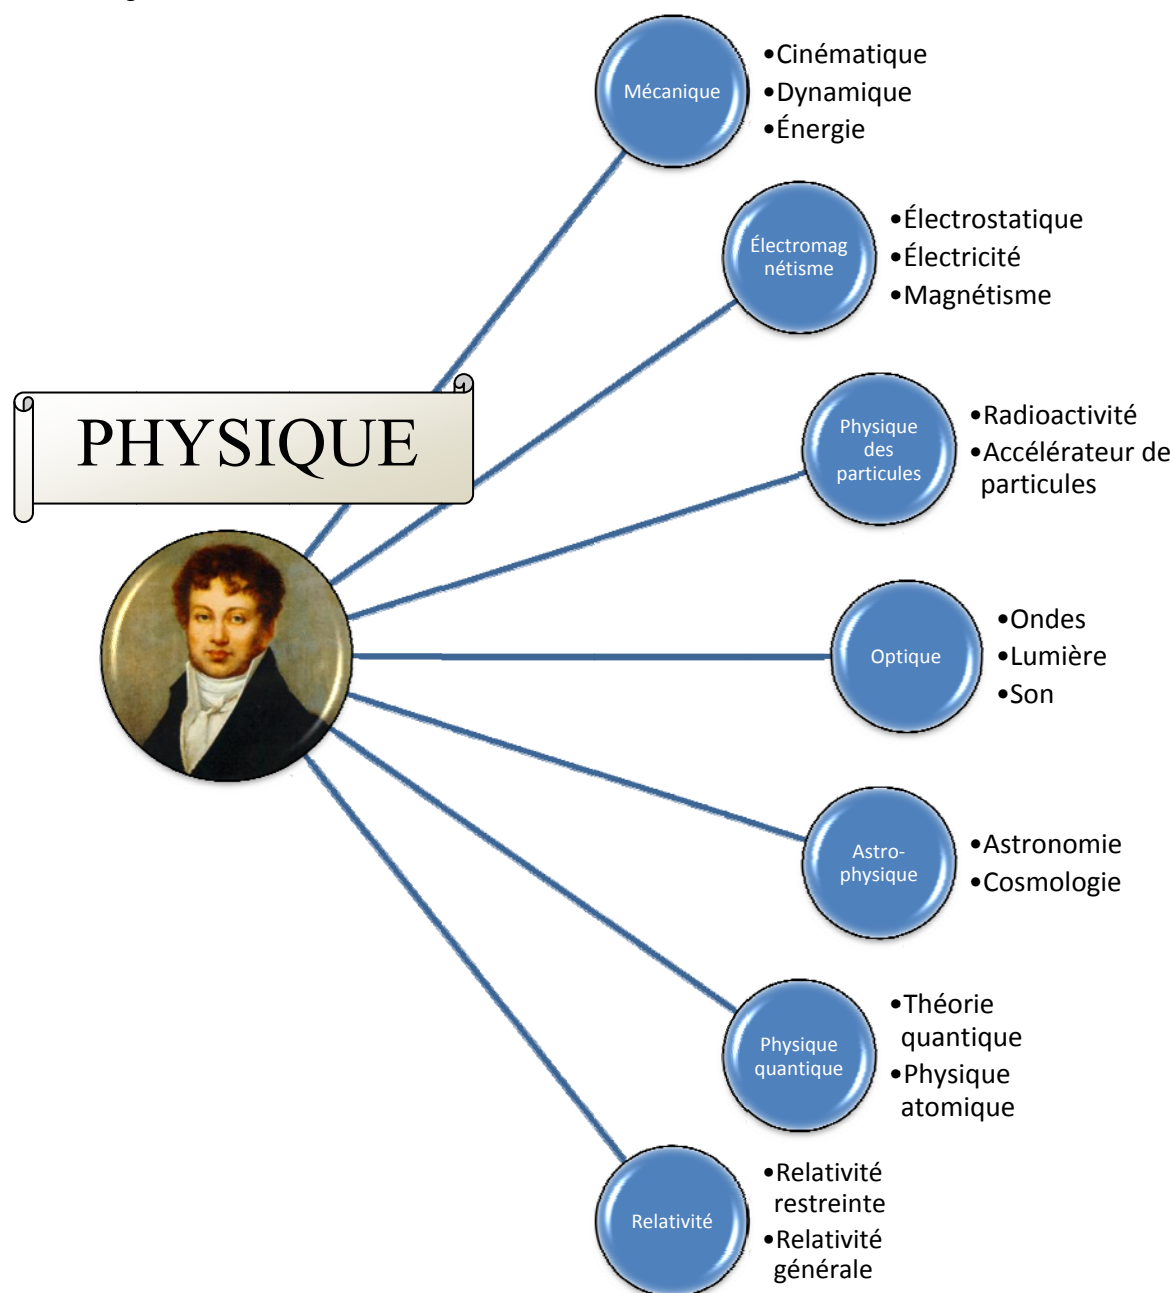 PHYSIQUE
Mécanique
•Cinématique
•Dynamique
•Énergie
Électromag
nétisme
•Électrostatique
•Électricité
•Magnétisme
Physique
des
particules
•Radioactivité
•Accélérateur de
particules
Optique
•Ondes
•Lumière
•Son
Astro-
physique
•Astronomie
•Cosmologie
Physique
quantique
•Théorie
quantique
•Physique
atomique
Relativité
•Relativité
restreinte
•Relativité
générale